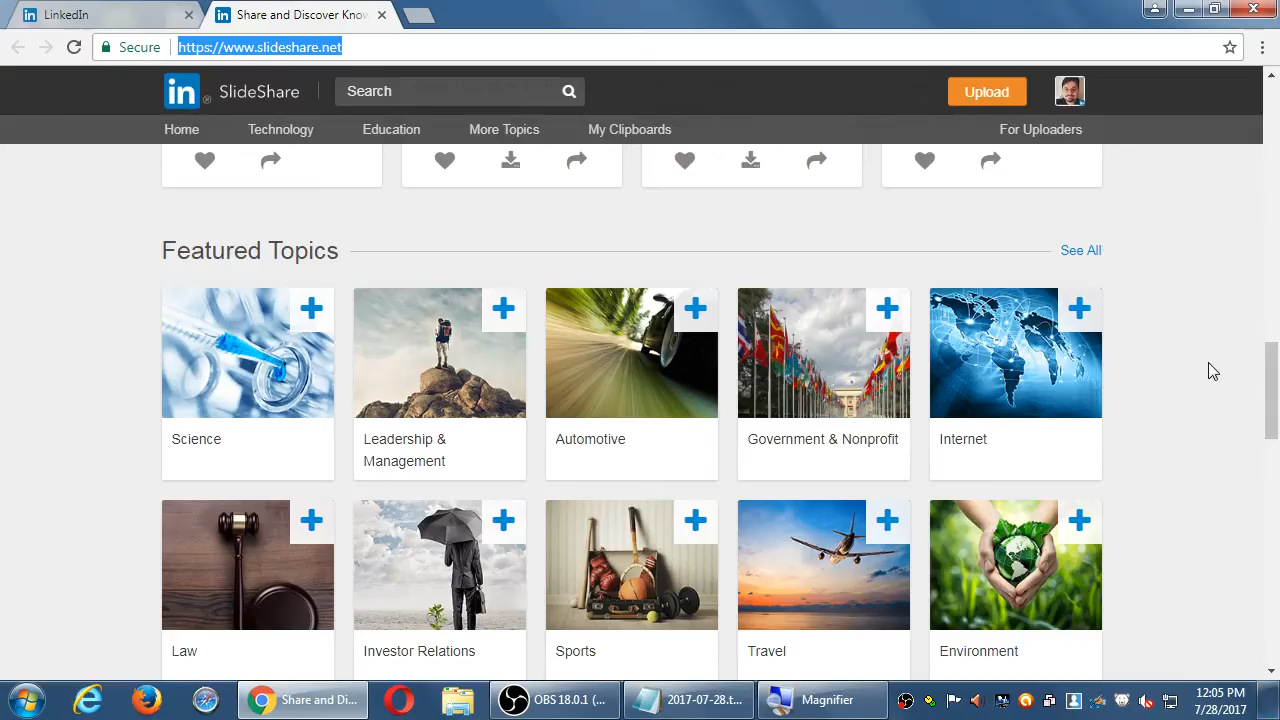 LinkedIn
Share and Discover Know
Secure
https://www.slideshare.net
in
SlideShare
Search
Upload
Home
Technology
Education
More Topics
My Clipboards
For Uploaders
Featured Topics
See All
Science
Leadership &
Management
Automotive
Government & Nonprofit
Internet
Law
Investor Relations
Sports
Travel
Environment
Share and Di...
OBS 18.0.1 (...
2017-07-28.t...
Magnifier
12:05 PM
7/28/2017